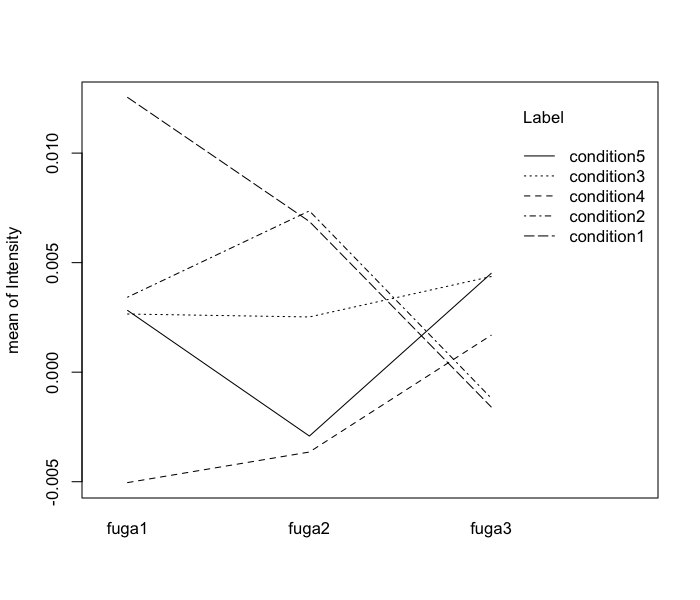 Label
condition5
condition3
condition4
condition2
condition1
mean of Intensity
0.010
0.005
0.000
-0.005
fuga1 fuga2 fuga3